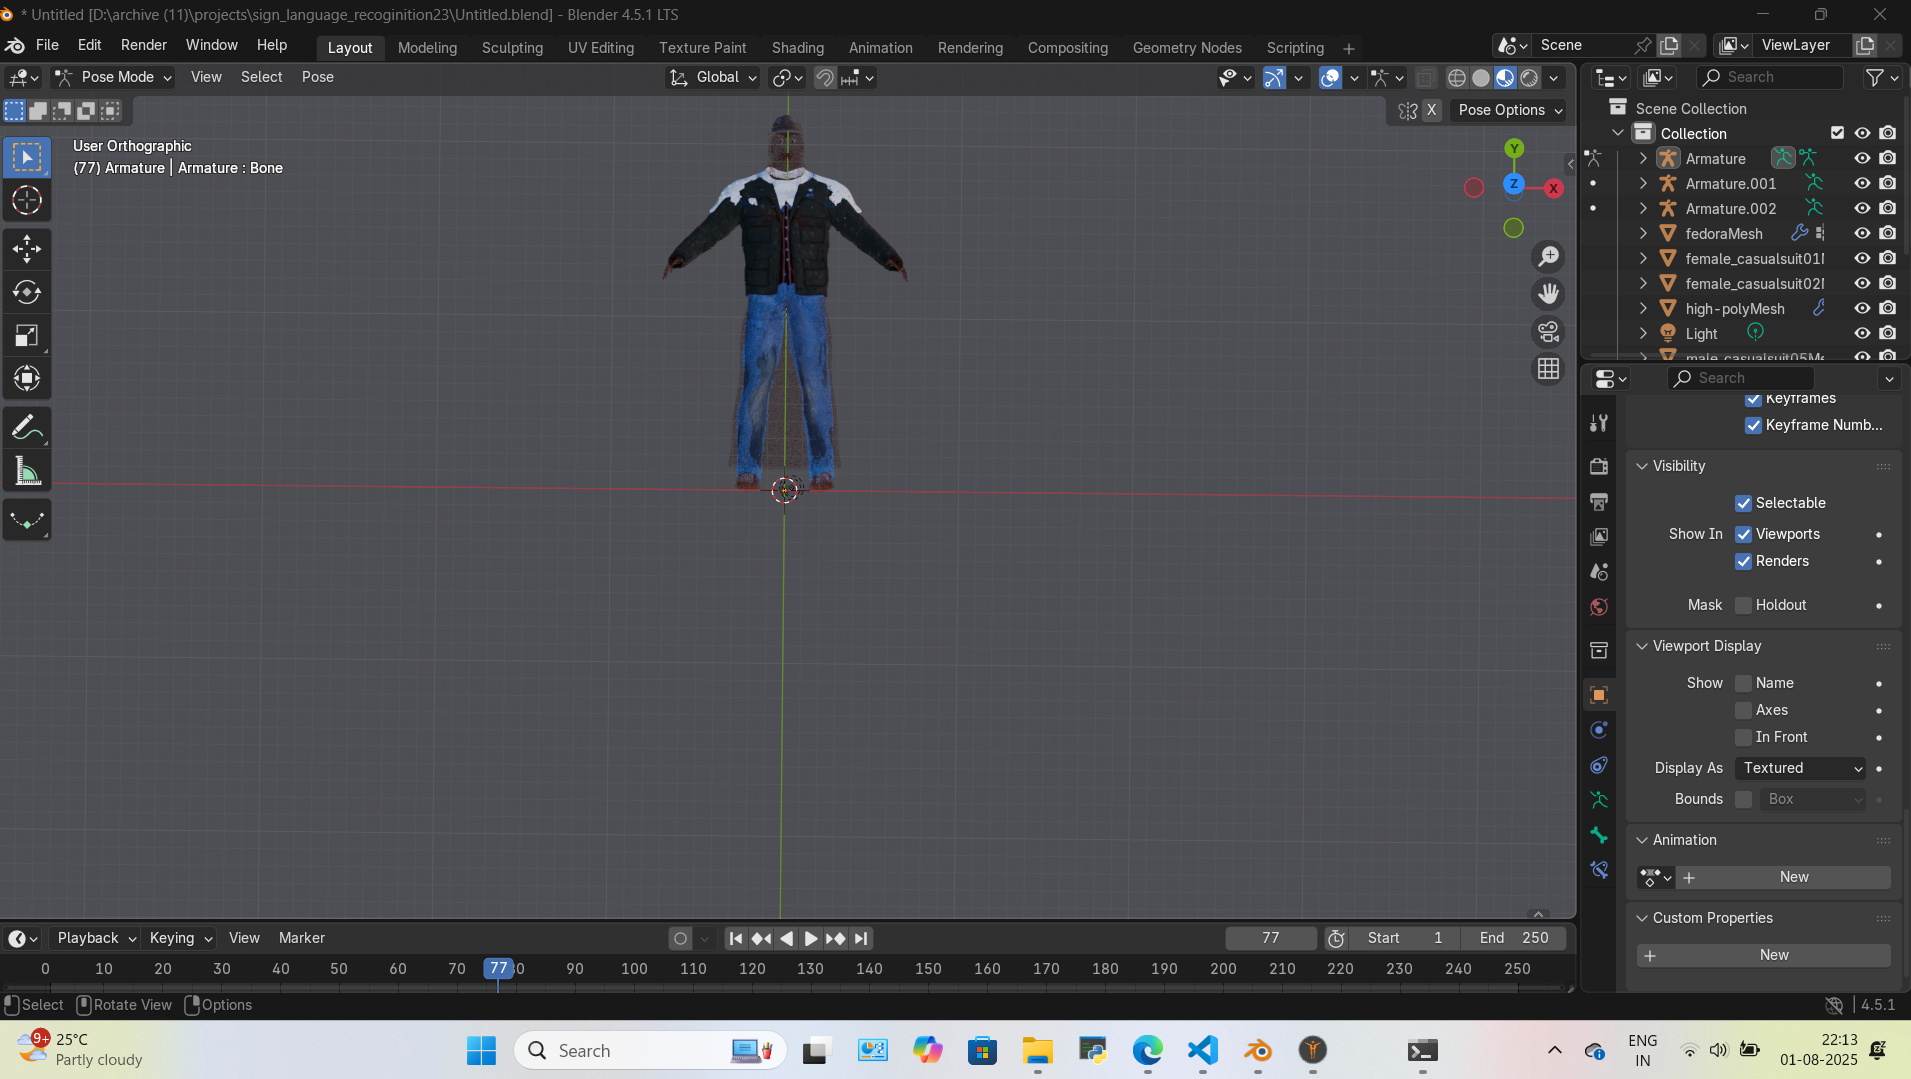 * Untitled [D:\archive (11)\projects\sign_language_recoginition23\Untitled.blend] - Blender 4.5.1 LTS
File Edit Render Window Help
Layout Modeling Sculpting UV Editing Texture Paint Shading Animation Rendering Compositing Geometry Nodes Scripting
Scene
ViewLayer
Pose Mode View Select Pose
Global
Search
X Pose Options
User Orthographic
(77) Armature | Armature : Bone
Y
Z
X
Scene Collection
Collection
Armature
Armature.001
Armature.002
fedoraMesh
female_casualsuit01
female_casualsuit02
high-polyMesh
Light
male_casualsuit05Me
Search
Keyframes
Keyframe Numb...
Visibility
Selectable
Show In Viewports
Renders
Mask Holdout
Viewport Display
Show Name
Axes
In Front
Display As Textured
Bounds Box
Animation
New
Custom Properties
New
Playback Keying View Marker
77 Start 1 End 250
0 10 20 30 40 50 60 70 77 90 100 110 120 130 140 150 160 170 180 190 200 210 220 230 240 250
Select Rotate View Options
4.5.1
9+ 25°C
Partly cloudy
Search
ENG
IN
22:13
01-08-2025